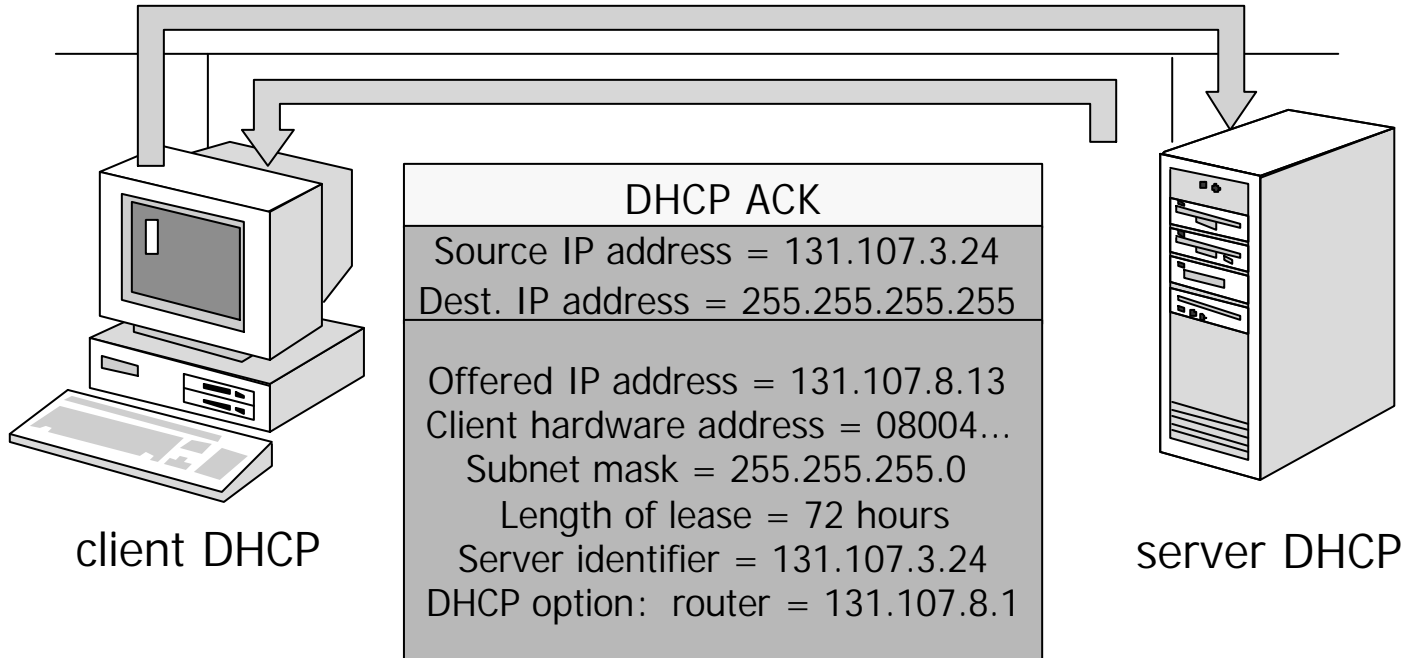 DHCP ACK
Source IP address = 131.107.3.24
Dest. IP address = 255.255.255.255
Offered IP address = 131.107.8.13
Client hardware address = 08004...
Subnet mask = 255.255.255.0
Length of lease = 72 hours
Server identifier = 131.107.3.24
DHCP option: router = 131.107.8.1
client DHCP
server DHCP